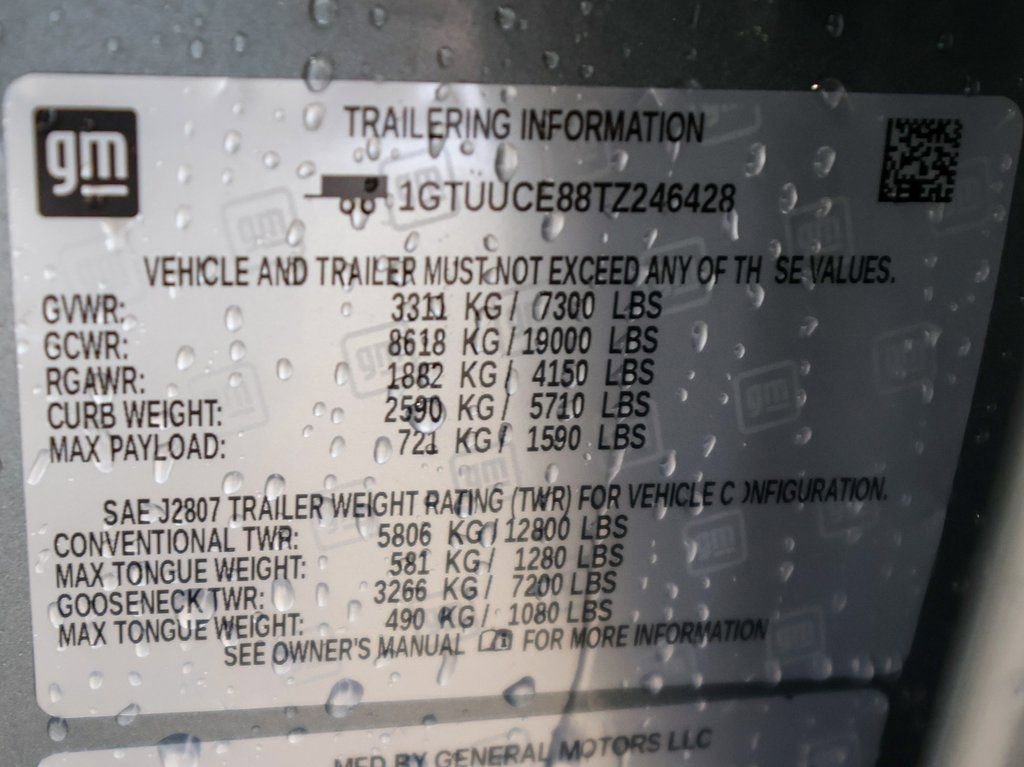 gm
TRAILERING INFORMATION
1GTUUCE88TZ246428
VEHICLE AND TRAILER MUST NOT EXCEED ANY OF TH SE VALUES.
GVWR: 3311 KG / 7300 LBS
GCWR: 8618 KG / 19000 LBS
RGAWR: 1882 KG / 4150 LBS
CURB WEIGHT: 2590 KG / 5710 LBS
MAX PAYLOAD: 721 KG / 1590 LBS
SAE J2807 TRAILER WEIGHT RATING (TWR) FOR VEHICLE CONFIGURATION.
CONVENTIONAL TWR: 5806 KG / 12800 LBS
MAX TONGUE WEIGHT: 581 KG / 1280 LBS
GOOSENECK TWR: 3266 KG / 7200 LBS
MAX TONGUE WEIGHT: 490 KG / 1080 LBS
SEE OWNER'S MANUAL FOR MORE INFORMATION
MFD BY GENERAL MOTORS LLC